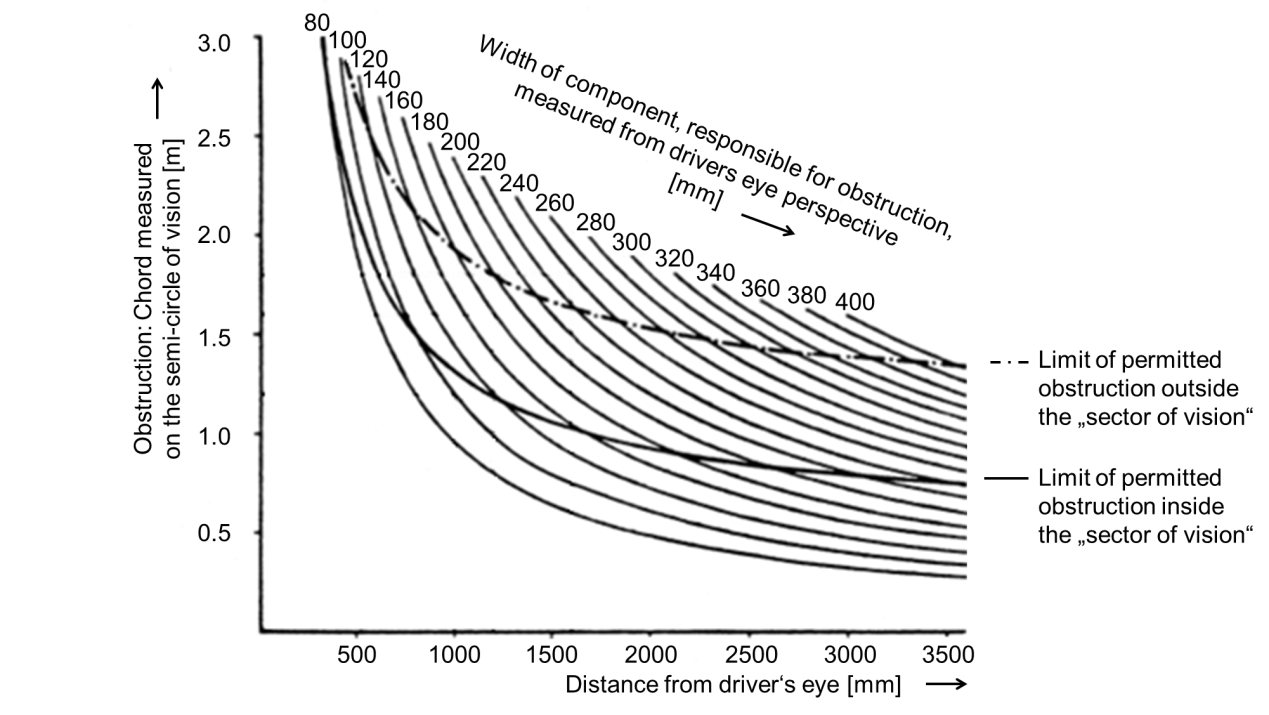 Obstruction: Chord measured
on the semi-circle of vision [m]
3.0
2.5
2.0
1.5
1.0
0.5
80
100
120
140
160
180
200
220
240
260
280
300
320
340
360
380
400
Width of component, responsible for obstruction,
measured from drivers eye perspective
[mm]
500
1000
1500
2000
2500
3000
3500
Distance from driver‘s eye [mm]
Limit of permitted
obstruction outside
the „sector of vision“
Limit of permitted
obstruction inside
the „sector of vision“